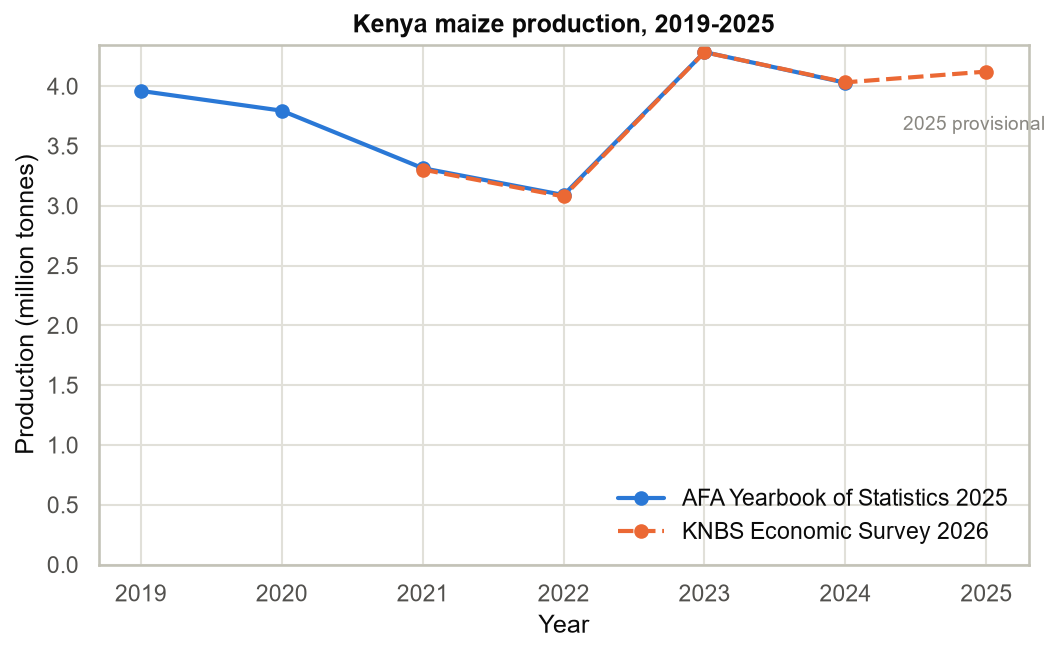 Kenya maize production, 2019-2025
Production (million tonnes)
4.0
3.5
3.0
2.5
2.0
1.5
1.0
0.5
0.0
2025 provisional
AFA Yearbook of Statistics 2025
KNBS Economic Survey 2026
2019 2020 2021 2022 2023 2024 2025
Year